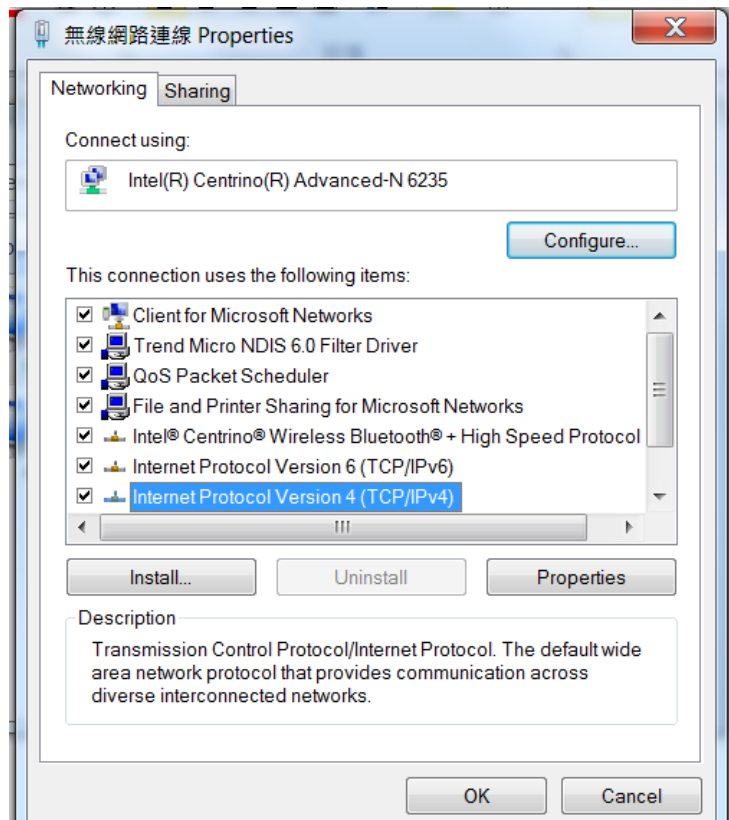 無線網路連線 Properties
Networking
Sharing
Connect using:
Intel(R) Centrino(R) Advanced-N 6235
Configure...
This connection uses the following items:
Client for Microsoft Networks
Trend Micro NDIS 6.0 Filter Driver
QoS Packet Scheduler
File and Printer Sharing for Microsoft Networks
Intel® Centrino® Wireless Bluetooth® + High Speed Protocol
Internet Protocol Version 6 (TCP/IPv6)
Internet Protocol Version 4 (TCP/IPv4)
Install...
Uninstall
Properties
Description
Transmission Control Protocol/Internet Protocol. The default wide
area network protocol that provides communication across
diverse interconnected networks.
OK
Cancel